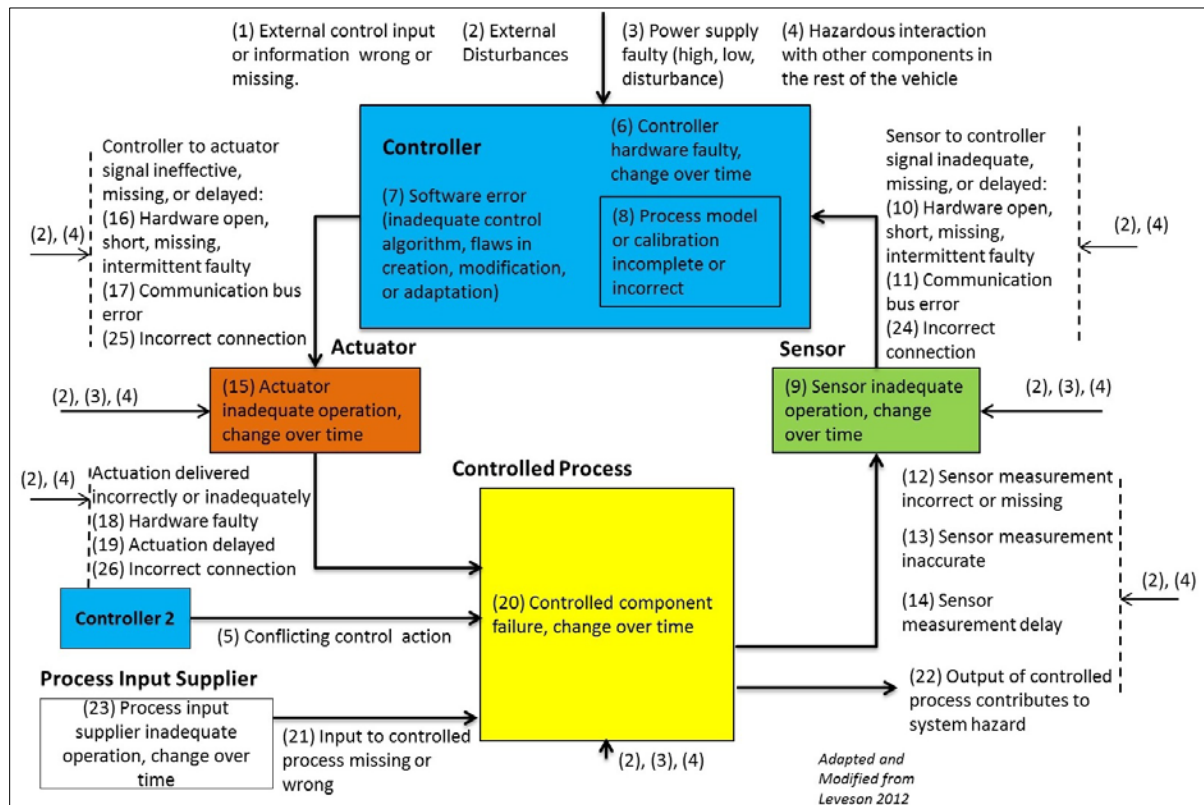 (1) External control input
or information wrong or
missing.
(2) External
Disturbances
(3) Power supply
faulty (high, low,
disturbance)
(4) Hazardous interaction
with other components in
the rest of the vehicle
Controller to actuator
signal ineffective,
missing, or delayed:
(16) Hardware open,
short, missing,
intermittent faulty
(17) Communication bus
error
(25) Incorrect connection
(2), (4)
Controller
(6) Controller
hardware faulty,
change over time
(7) Software error
(inadequate control
algorithm, flaws in
creation, modification,
or adaptation)
(8) Process model
or calibration
incomplete or
incorrect
Sensor to controller
signal inadequate,
missing, or delayed:
(10) Hardware open,
short, missing,
intermittent faulty
(11) Communication
bus error
(24) Incorrect
connection
(2), (4)
Actuator
(15) Actuator
inadequate operation,
change over time
(2), (3), (4)
Sensor
(9) Sensor inadequate
operation, change
over time
(2), (3), (4)
(2), (4)
Actuation delivered
incorrectly or inadequately
(18) Hardware faulty
(19) Actuation delayed
(26) Incorrect connection
Controlled Process
(20) Controlled component
failure, change over time
(12) Sensor measurement
incorrect or missing
(13) Sensor measurement
inaccurate
(14) Sensor
measurement delay
(2), (4)
Controller 2
(5) Conflicting control action
Process Input Supplier
(23) Process input
supplier inadequate
operation, change over
time
(21) Input to controlled
process missing or
wrong
(22) Output of controlled
process contributes to
system hazard
(2), (3), (4)
Adapted and
Modified from
Leveson 2012